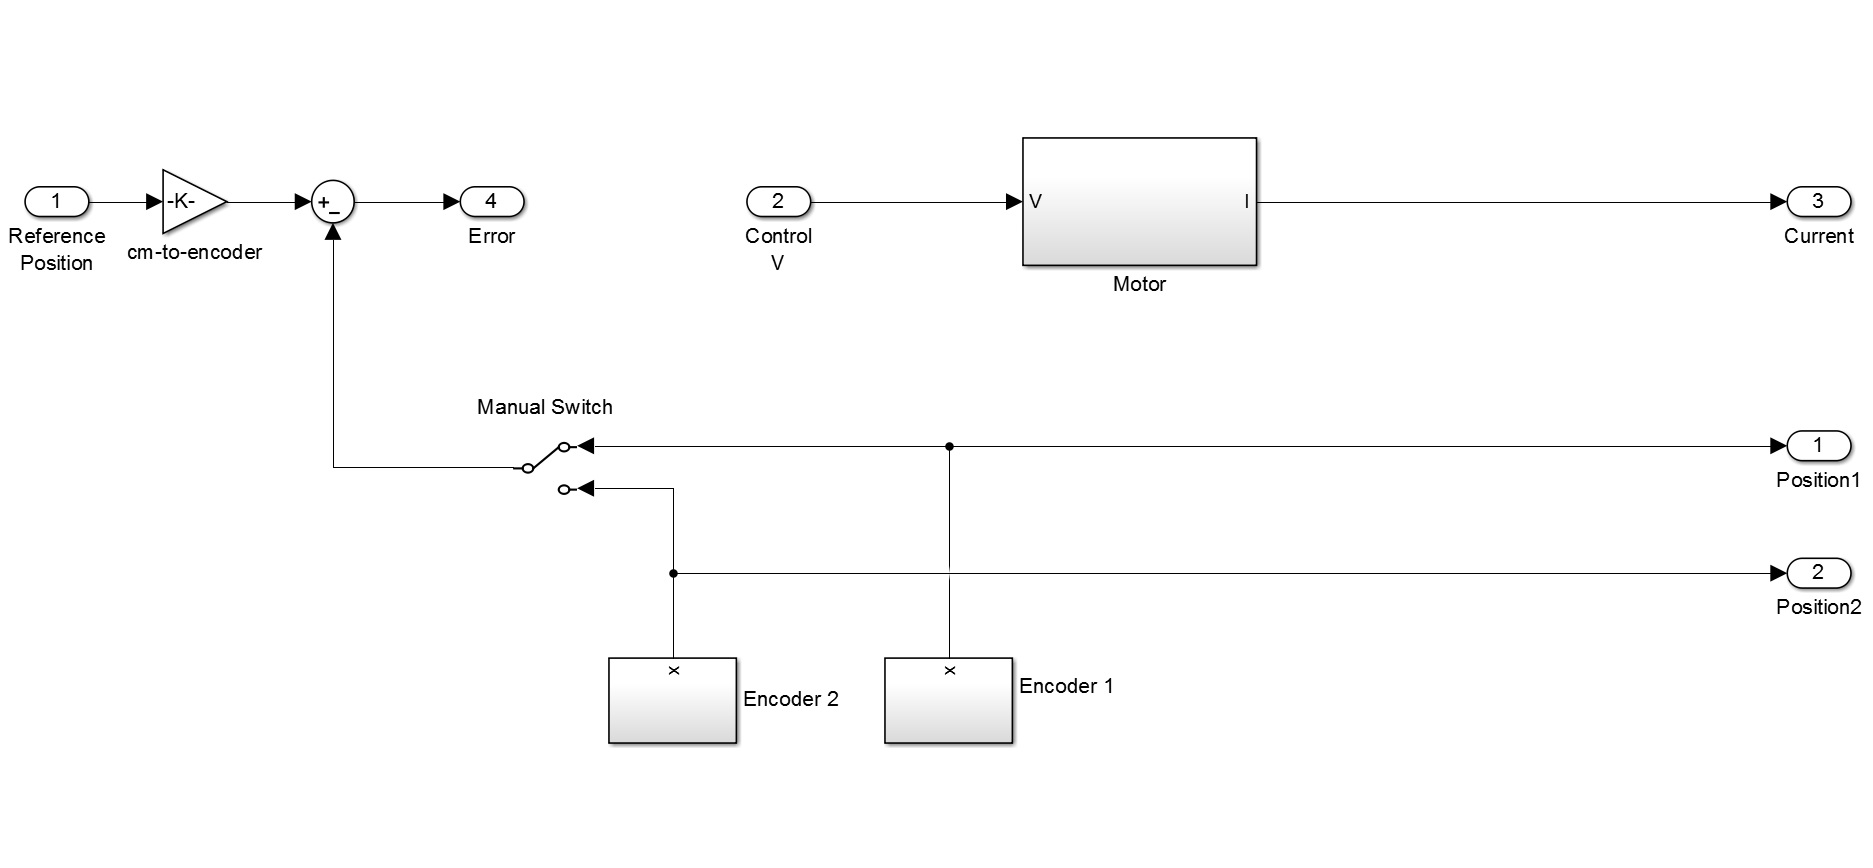 1
Reference
Position
-K-
cm-to-encoder
+
−
4
Error
2
Control
V
V
I
Motor
3
Current
Manual Switch
1
Position1
2
Position2
x
Encoder 2
x
Encoder 1